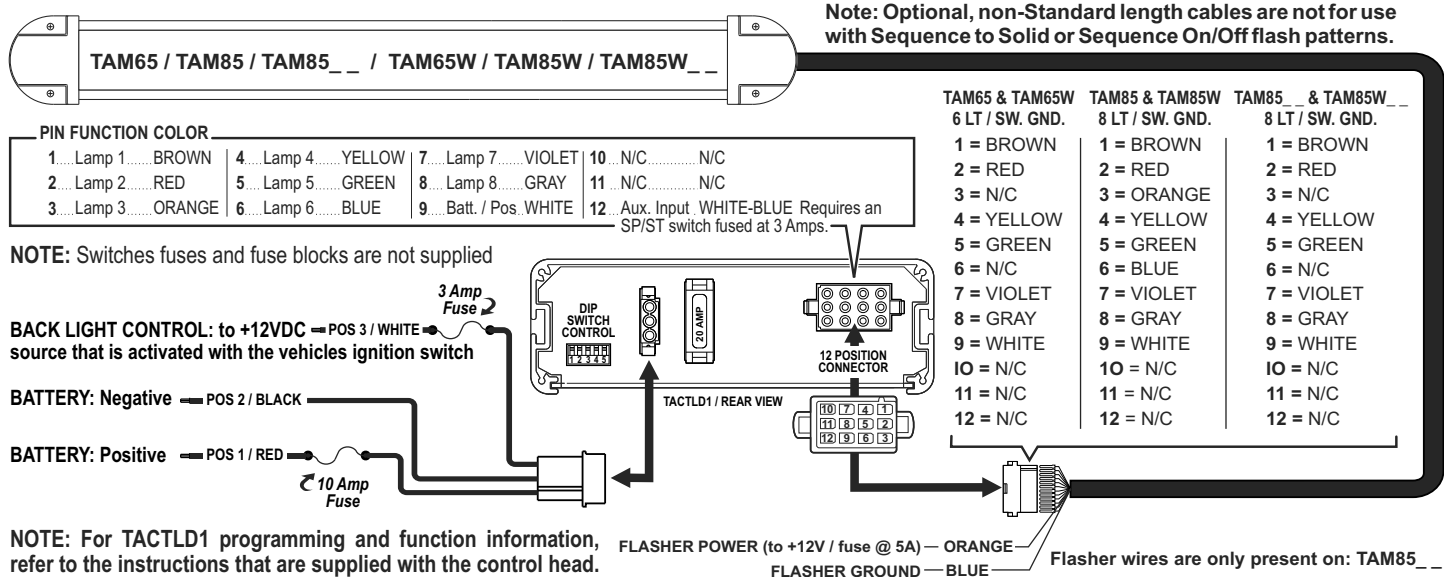 Note: Optional, non-Standard length cables are not for use
with Sequence to Solid or Sequence On/Off flash patterns.
TAM65 / TAM85 / TAM85_ _ / TAM65W / TAM85W / TAM85W_ _
PIN FUNCTION COLOR
1.....Lamp 1.......BROWN 4....Lamp 4......YELLOW 7....Lamp 7......VIOLET 10...N/C............N/C
2....Lamp 2.......RED 5....Lamp 5......GREEN 8....Lamp 8......GRAY 11...N/C............N/C
3.....Lamp 3......ORANGE 6....Lamp 6......BLUE 9....Batt. / Pos..WHITE 12...Aux. Input..WHITE-BLUE Requires an
SP/ST switch fused at 3 Amps.
TAM65 & TAM65W TAM85 & TAM85W TAM85_ _ & TAM85W_ _
6 LT / SW. GND. 8 LT / SW. GND. 8 LT / SW. GND.
1 = BROWN 1 = BROWN 1 = BROWN
2 = RED 2 = RED 2 = RED
3 = N/C 3 = ORANGE 3 = N/C
4 = YELLOW 4 = YELLOW 4 = YELLOW
5 = GREEN 5 = GREEN 5 = GREEN
6 = N/C 6 = BLUE 6 = N/C
7 = VIOLET 7 = VIOLET 7 = VIOLET
8 = GRAY 8 = GRAY 8 = GRAY
9 = WHITE 9 = WHITE 9 = WHITE
IO = N/C 1O = N/C IO = N/C
11 = N/C 11 = N/C 11 = N/C
12 = N/C 12 = N/C 12 = N/C
NOTE: Switches fuses and fuse blocks are not supplied
3 Amp
Fuse
BACK LIGHT CONTROL: to +12VDC POS 3 / WHITE
source that is activated with the vehicles ignition switch
BATTERY: Negative POS 2 / BLACK
BATTERY: Positive POS 1 / RED
10 Amp
Fuse
DIP
SWITCH
CONTROL
1 2 3 4 5
20 AMP
12 POSITION
CONNECTOR
TACTLD1 / REAR VIEW
10 7 4 1
11 8 5 2
12 9 6 3
NOTE: For TACTLD1 programming and function information,
refer to the instructions that are supplied with the control head.
FLASHER POWER (to +12V / fuse @ 5A) ORANGE
FLASHER GROUND BLUE
Flasher wires are only present on: TAM85_ _